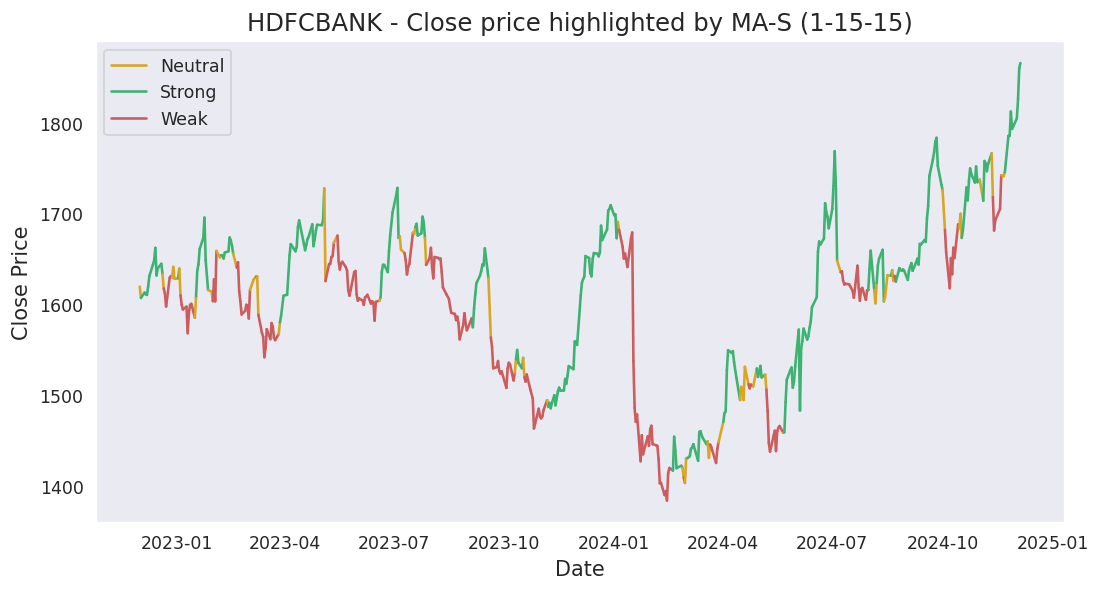 HDFCBANK - Close price highlighted by MA-S (1-15-15)
Neutral
Strong
Weak
Close Price
1800
1700
1600
1500
1400
2023-01 2023-04 2023-07 2023-10 2024-01 2024-04 2024-07 2024-10 2025-01
Date